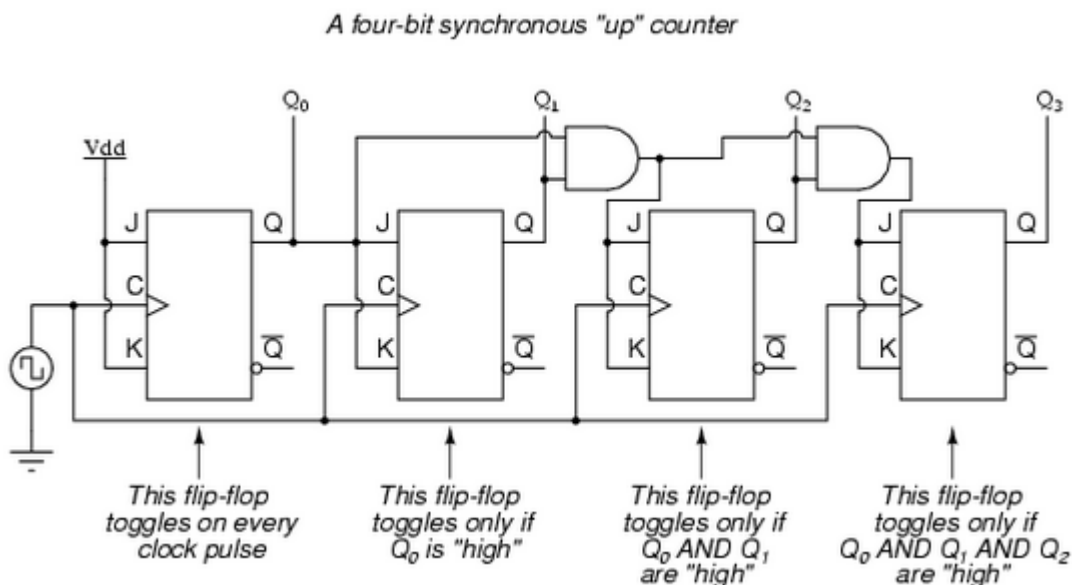 A four-bit synchronous "up" counter
Q0 Q1 Q2 Q3
Vdd
J Q J Q J Q J Q
C C C C
K Q̅ K Q̅ K Q̅ K Q̅
This flip-flop
toggles on every
clock pulse
This flip-flop
toggles only if
Q0 is "high"
This flip-flop
toggles only if
Q0 AND Q1
are "high"
This flip-flop
toggles only if
Q0 AND Q1 AND Q2
are "high"